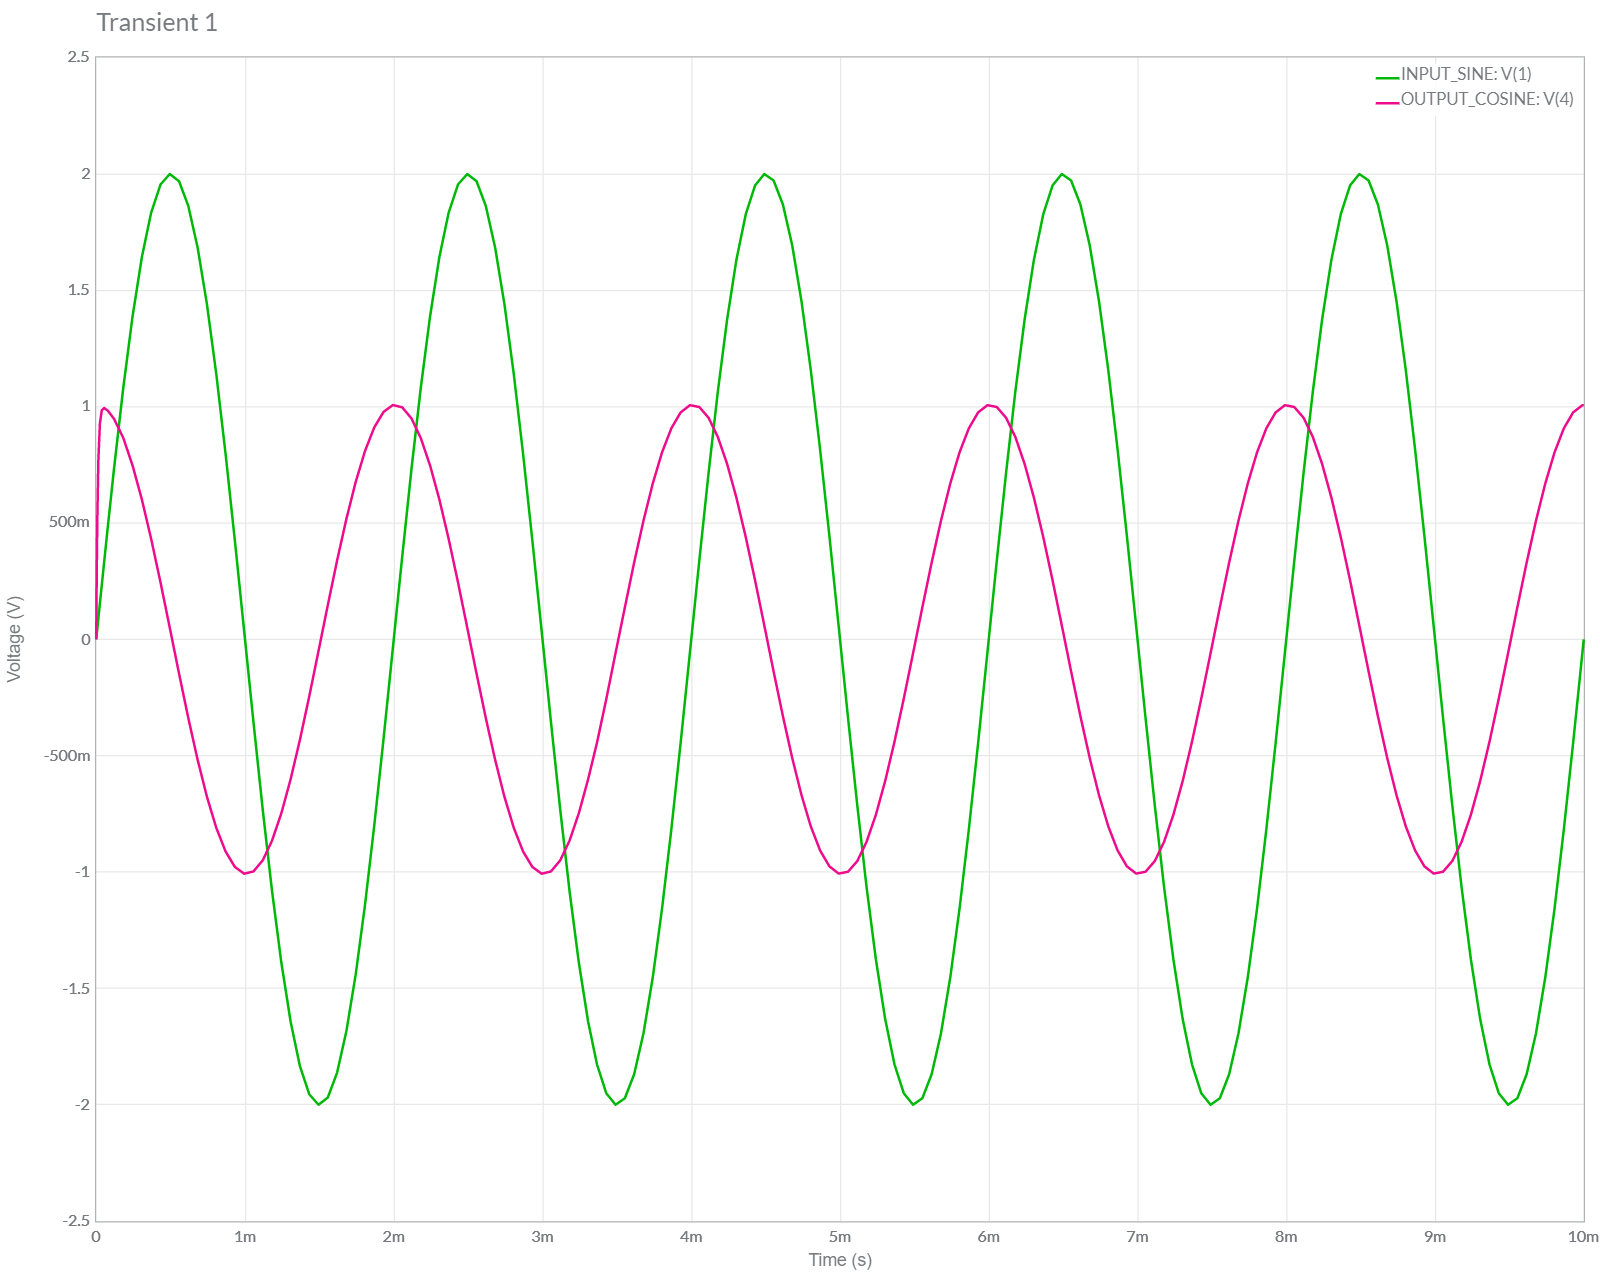 Transient 1
INPUT_SINE: V(1)
OUTPUT_COSINE: V(4)
Voltage (V)
2.5
2
1.5
1
500m
0
-500m
-1
-1.5
-2
-2.5
0 1m 2m 3m 4m 5m 6m 7m 8m 9m 10m
Time (s)